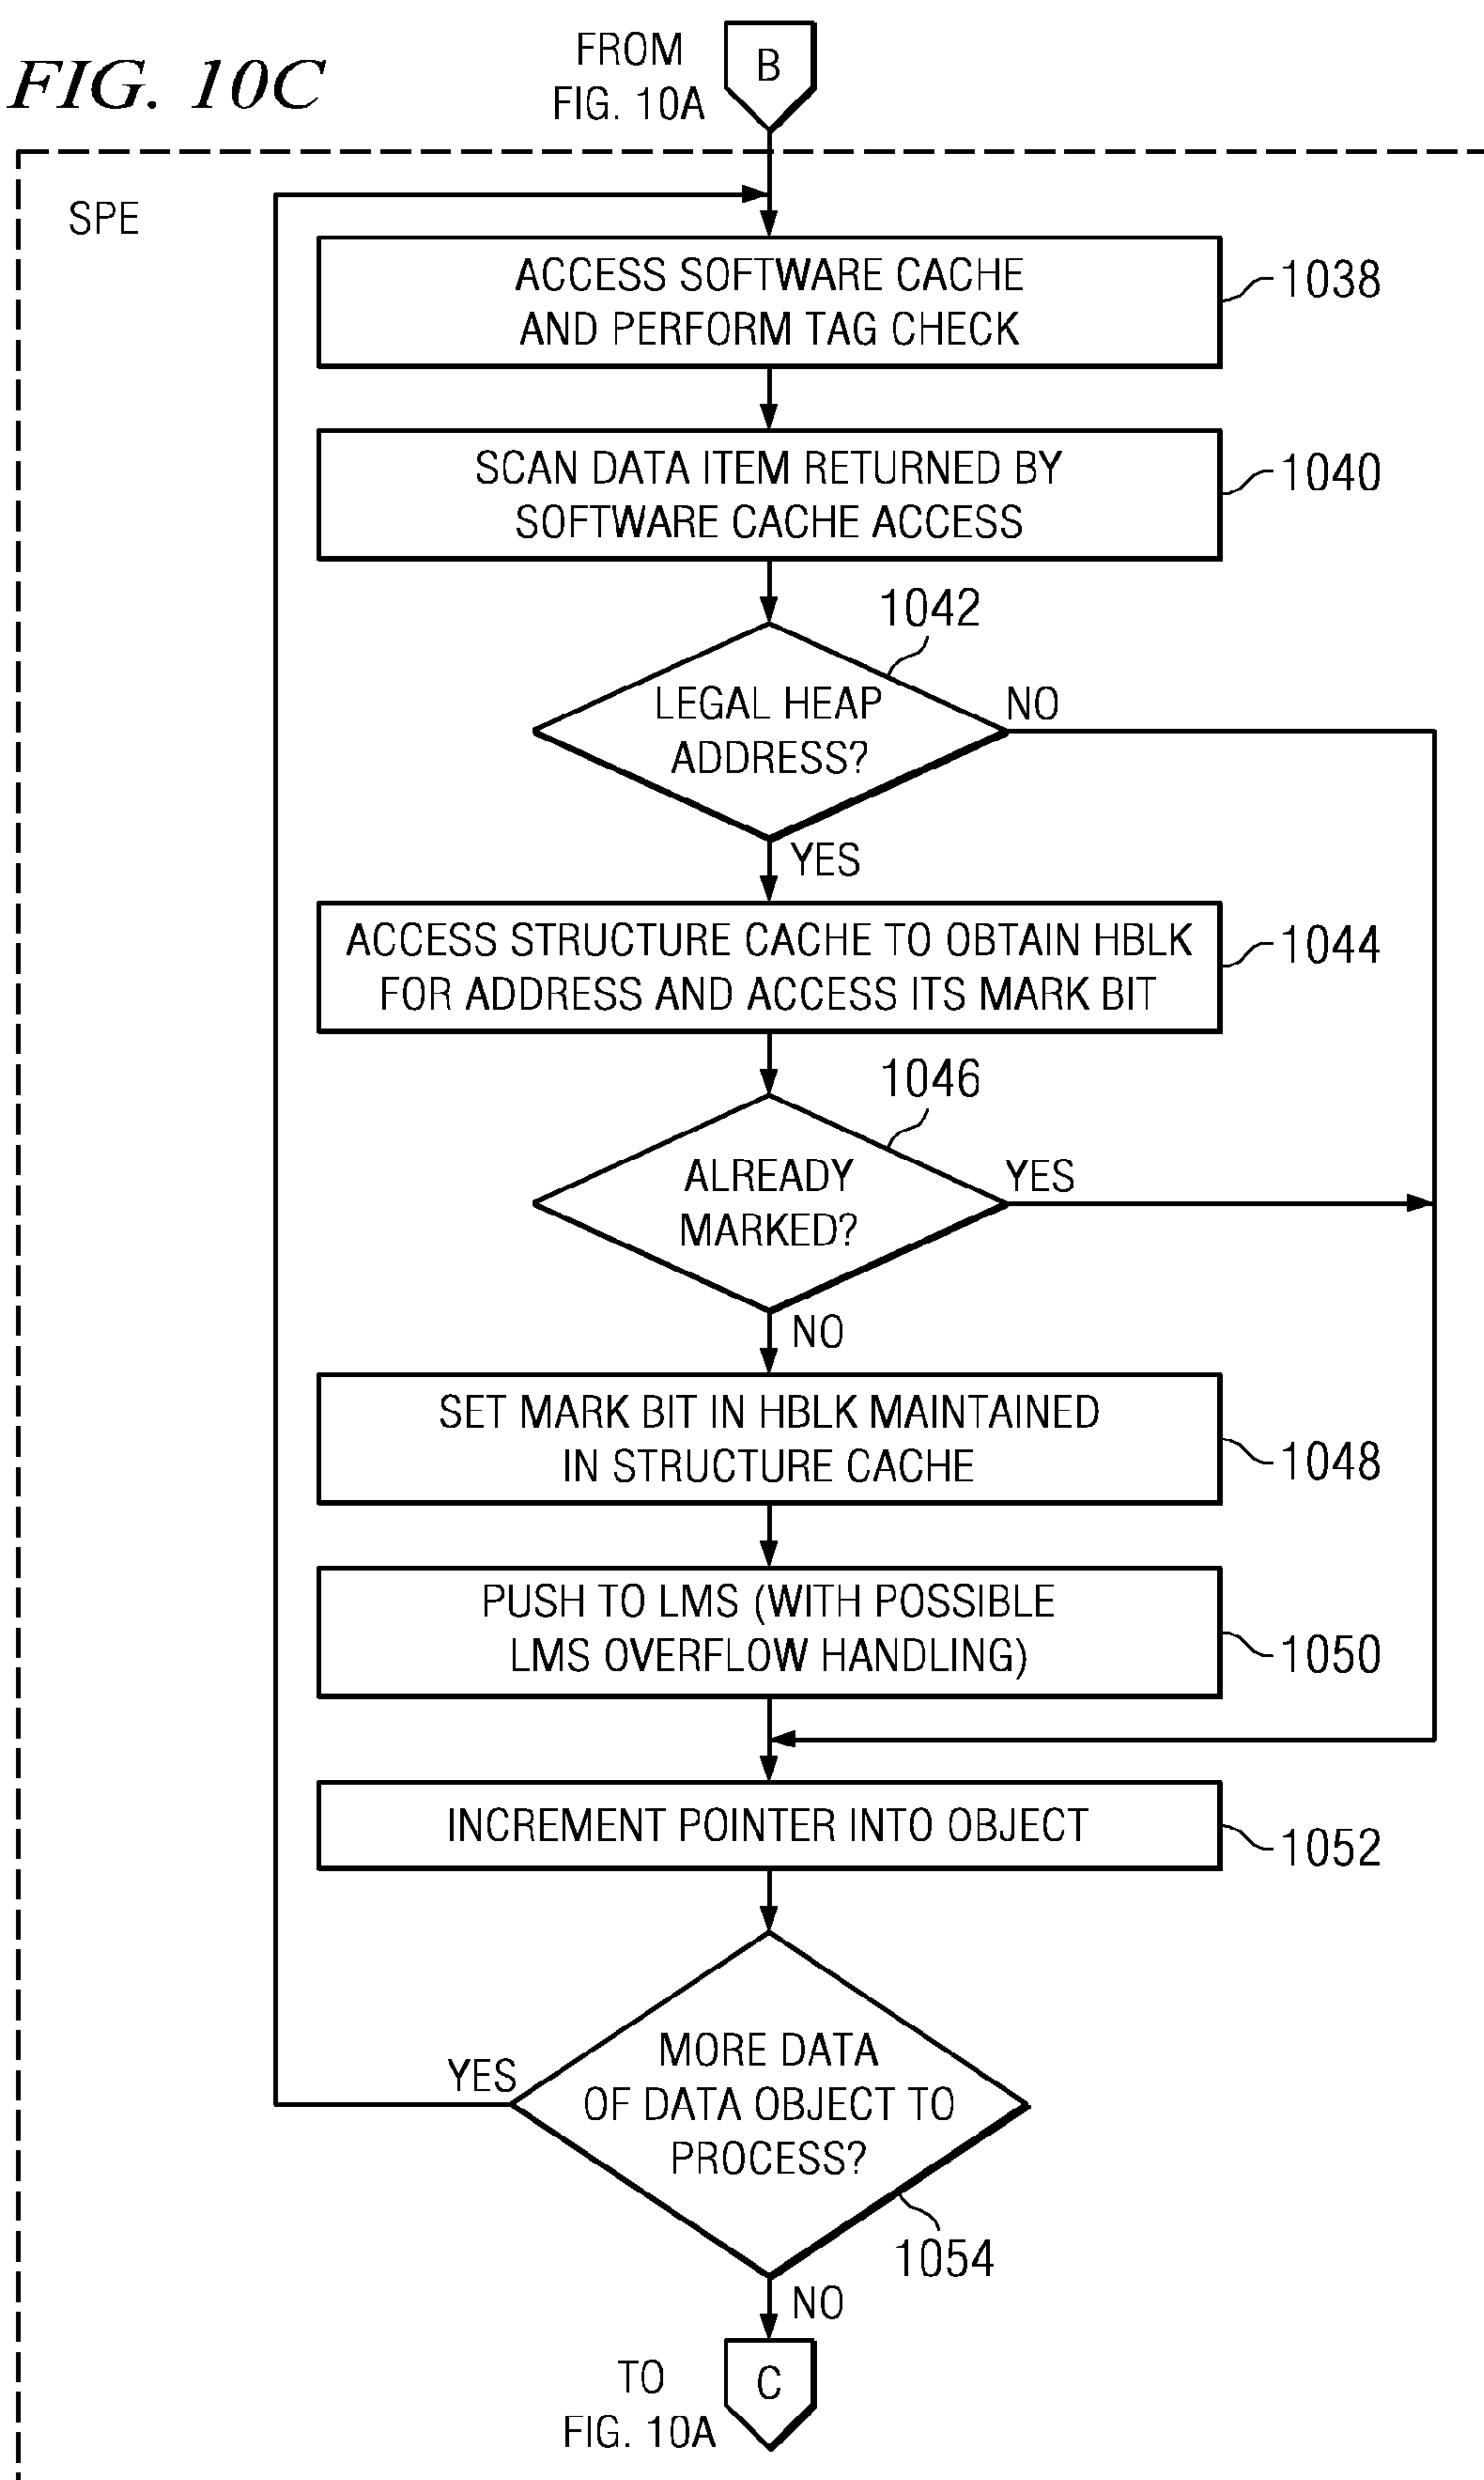 FIG. 10C
FROM
FIG. 10A
B
SPE
ACCESS SOFTWARE CACHE
AND PERFORM TAG CHECK
1038
SCAN DATA ITEM RETURNED BY
SOFTWARE CACHE ACCESS
1040
1042
LEGAL HEAP
ADDRESS?
NO
YES
ACCESS STRUCTURE CACHE TO OBTAIN HBLK
FOR ADDRESS AND ACCESS ITS MARK BIT
1044
1046
ALREADY
MARKED?
YES
NO
SET MARK BIT IN HBLK MAINTAINED
IN STRUCTURE CACHE
1048
PUSH TO LMS (WITH POSSIBLE
LMS OVERFLOW HANDLING)
1050
INCREMENT POINTER INTO OBJECT
1052
MORE DATA
OF DATA OBJECT TO
PROCESS?
YES
1054
NO
TO
FIG. 10A
C